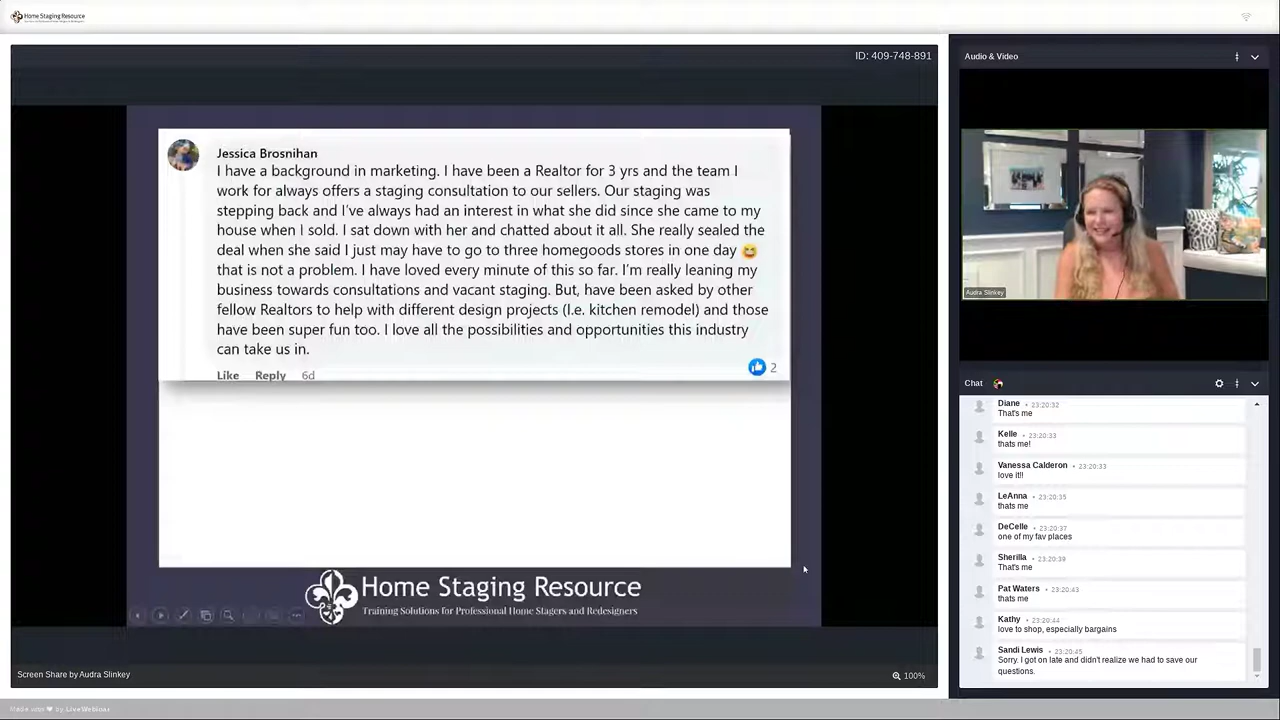 Home Staging Resource
ID: 409-748-891
Jessica Brosnihan
I have a background in marketing. I have been a Realtor for 3 yrs and the team I
work for always offers a staging consultation to our sellers. Our staging was
stepping back and I've always had an interest in what she did since she came to my
house when I sold. I sat down with her and chatted about it all. She really sealed the
deal when she said I just may have to go to three homegoods stores in one day 😂
that is not a problem. I have loved every minute of this so far. I'm really leaning my
business towards consultations and vacant staging. But, have been asked by other
fellow Realtors to help with different design projects (I.e. kitchen remodel) and those
have been super fun too. I love all the possibilities and opportunities this industry
can take us in.
Like Reply 6d
2
Home Staging Resource
Training Solutions for Professional Home Stagers and Redesigners
Screen Share by Audra Slinkey
100%
Audio & Video
Audra Slinkey
Chat
Diane • 23:20:32
That's me
Kelle • 23:20:33
thats me!
Vanessa Calderon • 23:20:33
love it!!
LeAnna • 23:20:35
thats me
DeCelle • 23:20:37
one of my fav places
Sherilla • 23:20:39
That's me
Pat Waters • 23:20:43
thats me
Kathy • 23:20:44
love to shop, especially bargains
Sandi Lewis • 23:20:45
Sorry. I got on late and didn't realize we had to save our
questions.
Made with ❤ by LiveWebinar